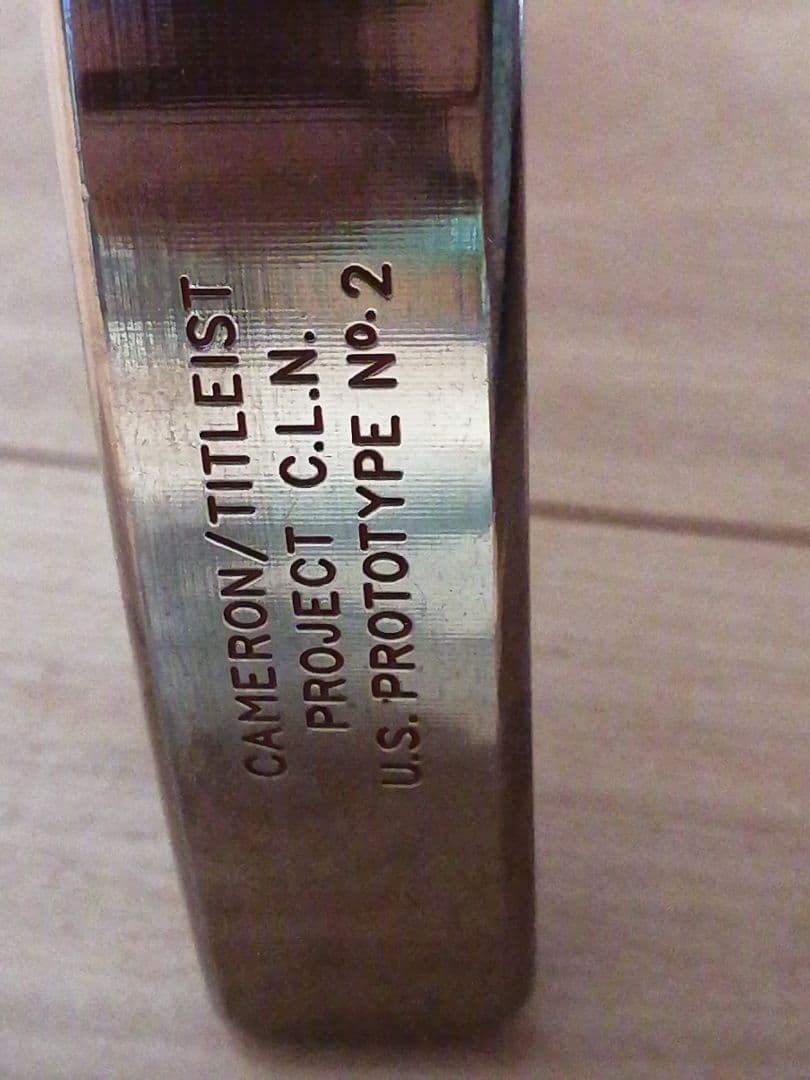 CAMERON/TITLEIST
PROJECT C.L.N.
U.S. PROTOTYPE Nº. 2